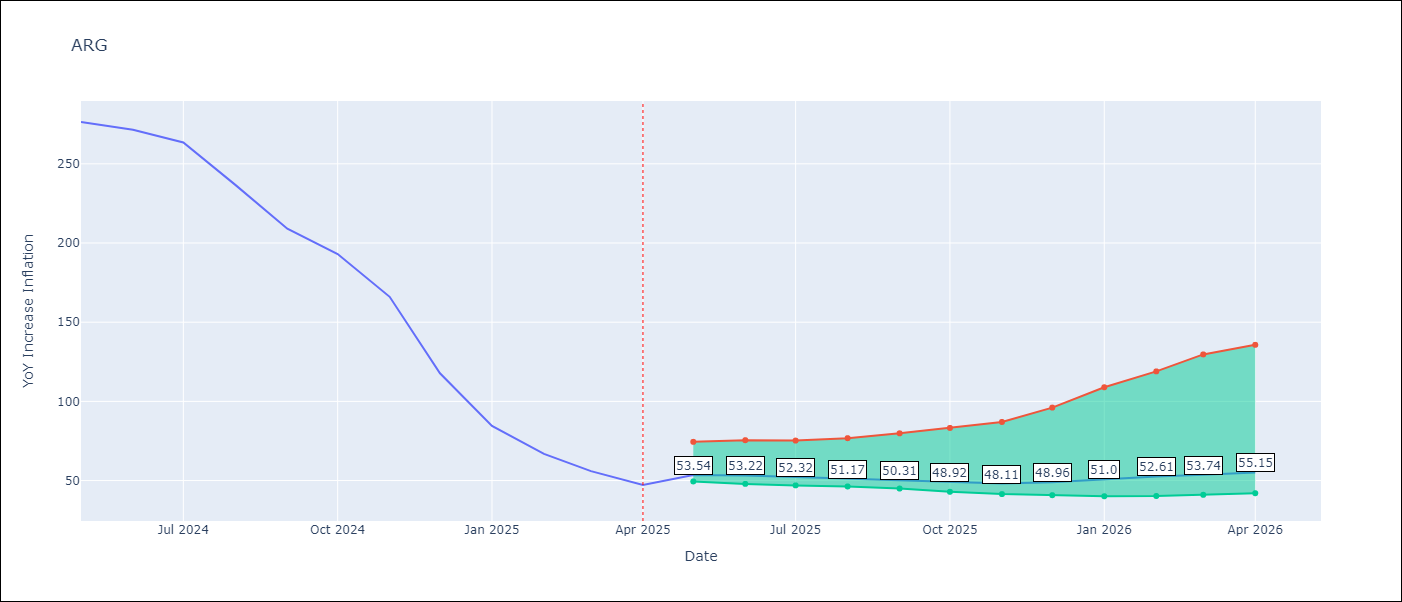 ARG
YoY Increase Inflation
250
200
150
100
50
53.54 53.22 52.32 51.17 50.31 48.92 48.11 48.96 51.0 52.61 53.74 55.15
Jul 2024 Oct 2024 Jan 2025 Apr 2025 Jul 2025 Oct 2025 Jan 2026 Apr 2026
Date